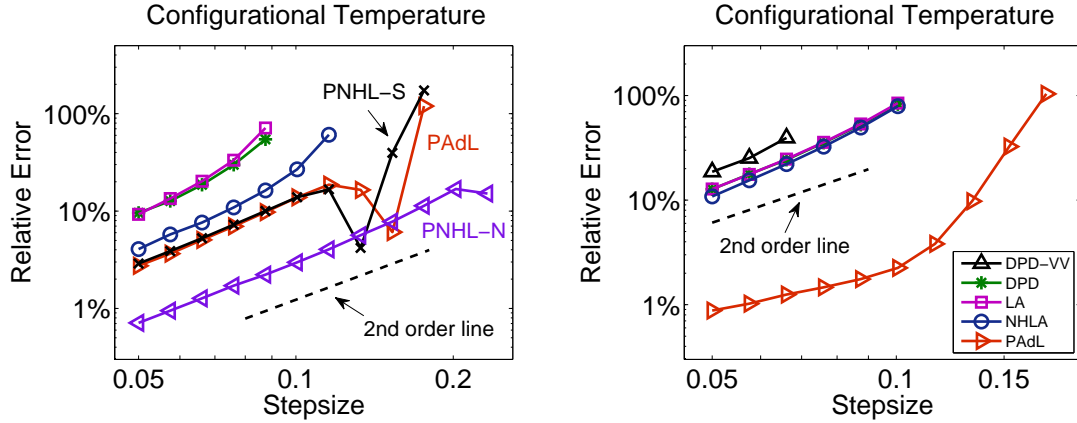 Configurational Temperature
Relative Error
100%
10%
1%
PNHL−S
PAdL
PNHL−N
2nd order line
0.05
0.1
0.2
Stepsize
Configurational Temperature
Relative Error
100%
10%
1%
2nd order line
DPD−VV
DPD
LA
NHLA
PAdL
0.05
0.1
0.15
Stepsize